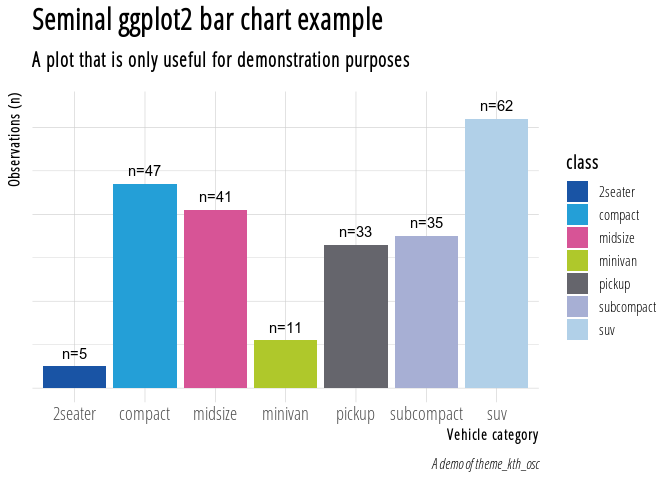 Seminal ggplot2 bar chart example
A plot that is only useful for demonstration purposes
Observations (n)
n=5
n=47
n=41
n=11
n=33
n=35
n=62
2seater
compact
midsize
minivan
pickup
subcompact
suv
Vehicle category
A demo of theme_kth_osc
class
2seater
compact
midsize
minivan
pickup
subcompact
suv